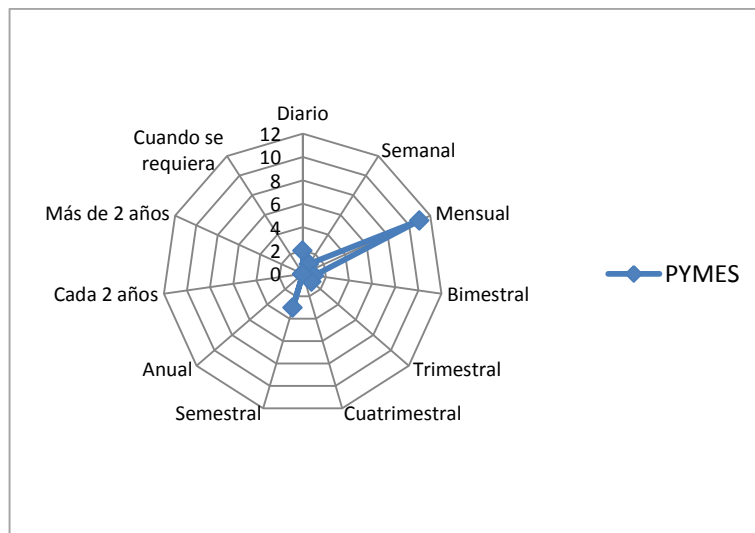 Diario
Cuando se
requiera
Semanal
Más de 2 años
Mensual
Cada 2 años
Bimestral
Anual
Trimestral
Semestral
Cuatrimestral
12
10
8
6
4
2
0
PYMES